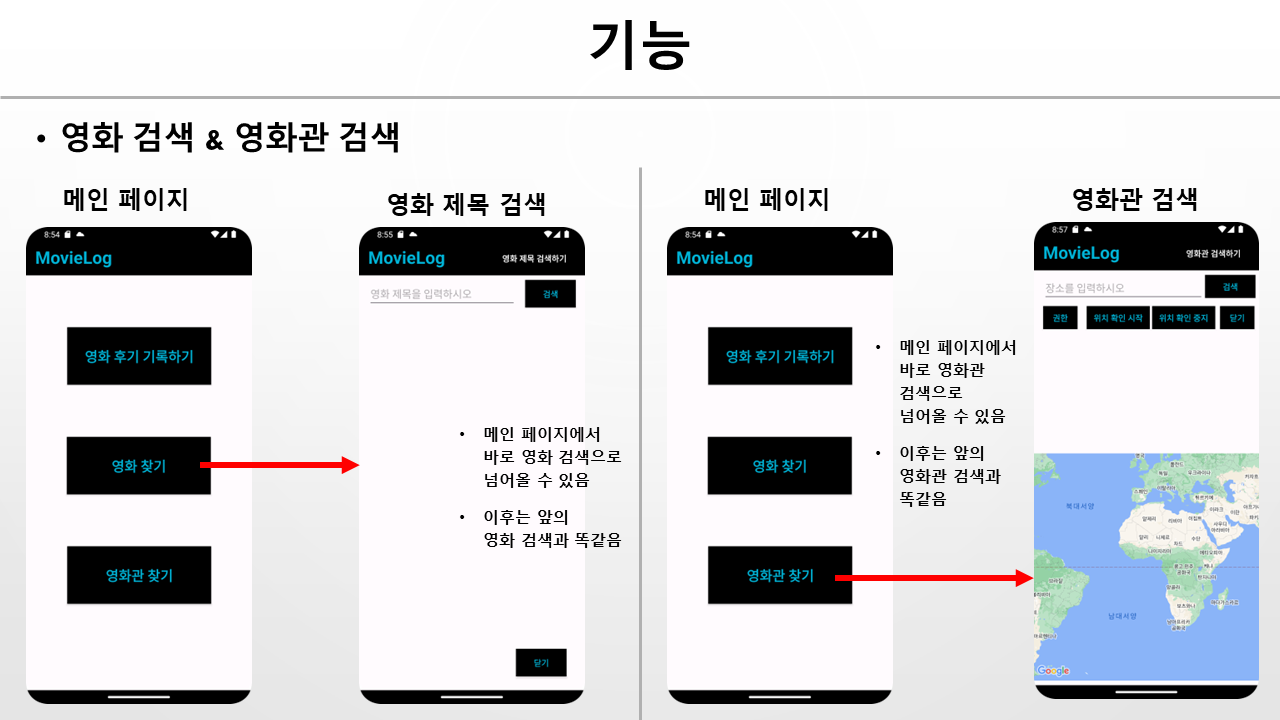 기능
• 영화 검색 & 영화관 검색
메인 페이지
8:54
MovieLog
영화 후기 기록하기
영화 찾기
영화관 찾기
영화 제목 검색
8:55
MovieLog
영화 제목 검색하기
영화 제목을 입력하시오
검색
• 메인 페이지에서
바로 영화 검색으로
넘어올 수 있음
• 이후는 앞의
영화 검색과 똑같음
닫기
메인 페이지
8:54
MovieLog
영화 후기 기록하기
영화 찾기
영화관 찾기
• 메인 페이지에서
바로 영화관
검색으로
넘어올 수 있음
• 이후는 앞의
영화관 검색과
똑같음
영화관 검색
8:57
MovieLog
영화관 검색하기
장소를 입력하시오
검색
권한
위치 확인 시작
위치 확인 중지
닫기
북대서양
남대서양
Google